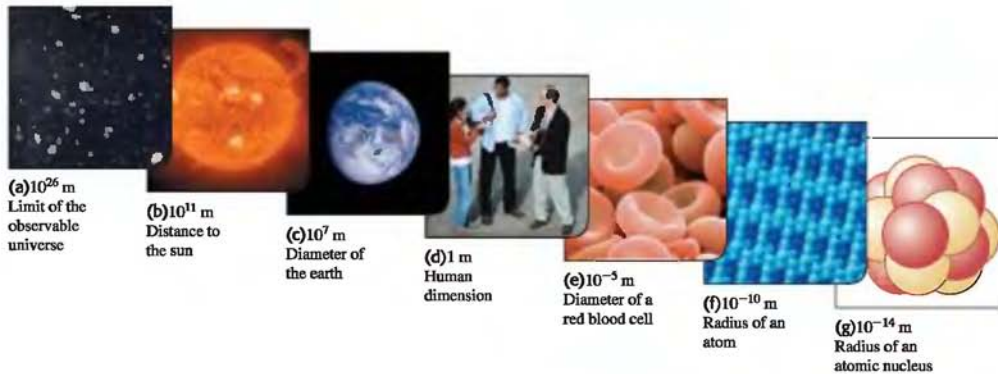 (a)10²⁶ m
Limit of the
observable
universe
(b)10¹¹ m
Distance to
the sun
(c)10⁷ m
Diameter of
the earth
(d)1 m
Human
dimension
(e)10⁻⁵ m
Diameter of a
red blood cell
(f)10⁻¹⁰ m
Radius of an
atom
(g)10⁻¹⁴ m
Radius of an
atomic nucleus